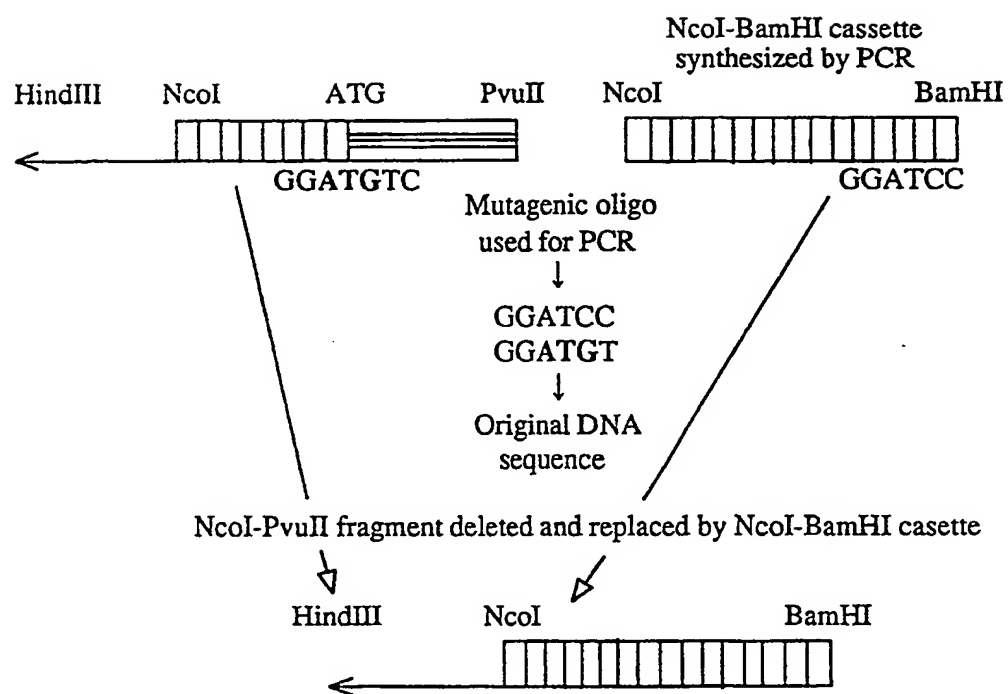 NcoI-BamHI cassette
synthesized by PCR
HindIII NcoI ATG PvuII NcoI BamHI
GGATGTC GGATCC
Mutagenic oligo
used for PCR
↓
GGATCC
GGATGT
↓
Original DNA
sequence
NcoI-PvuII fragment deleted and replaced by NcoI-BamHI casette
HindIII NcoI BamHI